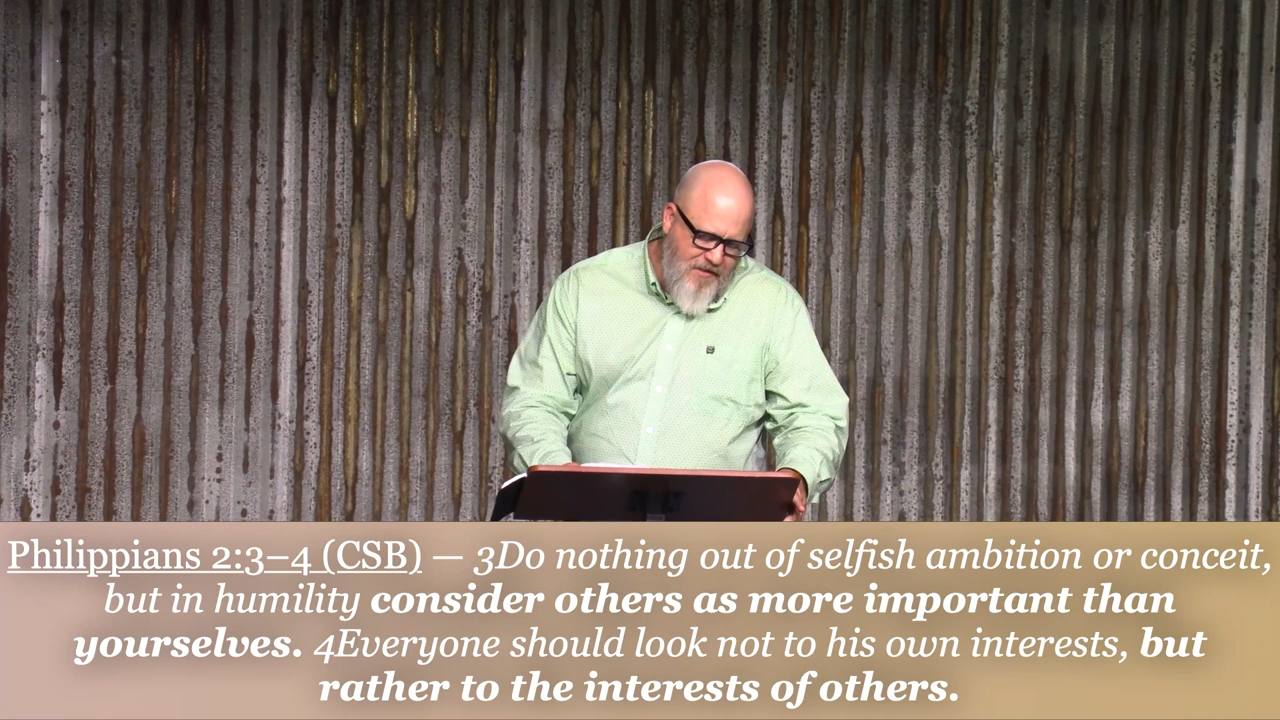 Philippians 2:3–4 (CSB) — 3Do nothing out of selfish ambition or conceit,
but in humility consider others as more important than
yourselves. 4Everyone should look not to his own interests, but
rather to the interests of others.